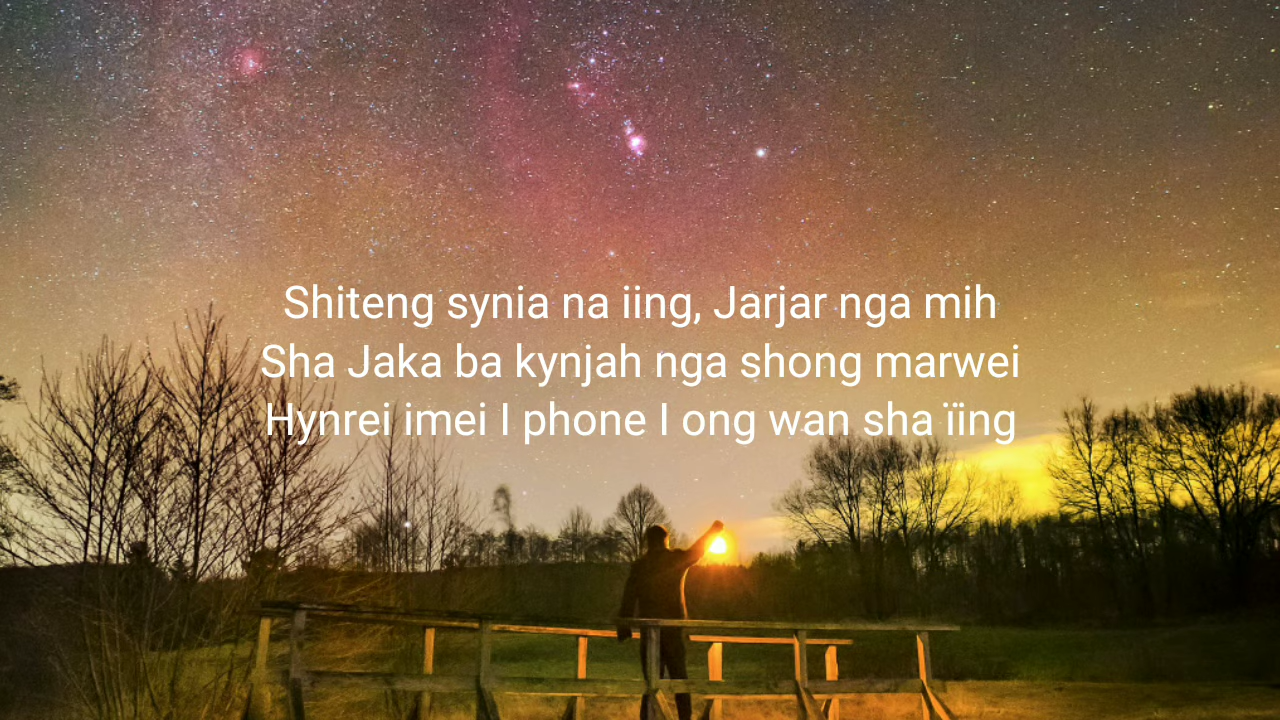 Shiteng synia na iing, Jarjar nga mih
Sha Jaka ba kynjah nga shong marwei
Hynrei imei I phone I ong wan sha ïing